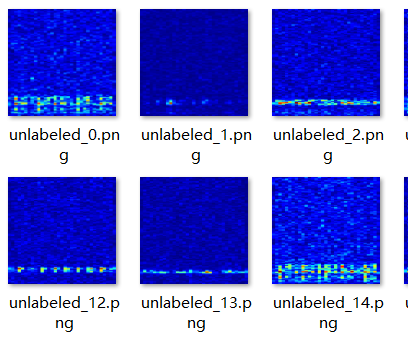 unlabeled_0.pn
g
unlabeled_1.pn
g
unlabeled_2.pn
g
unlabeled_12.p
ng
unlabeled_13.p
ng
unlabeled_14.p
ng